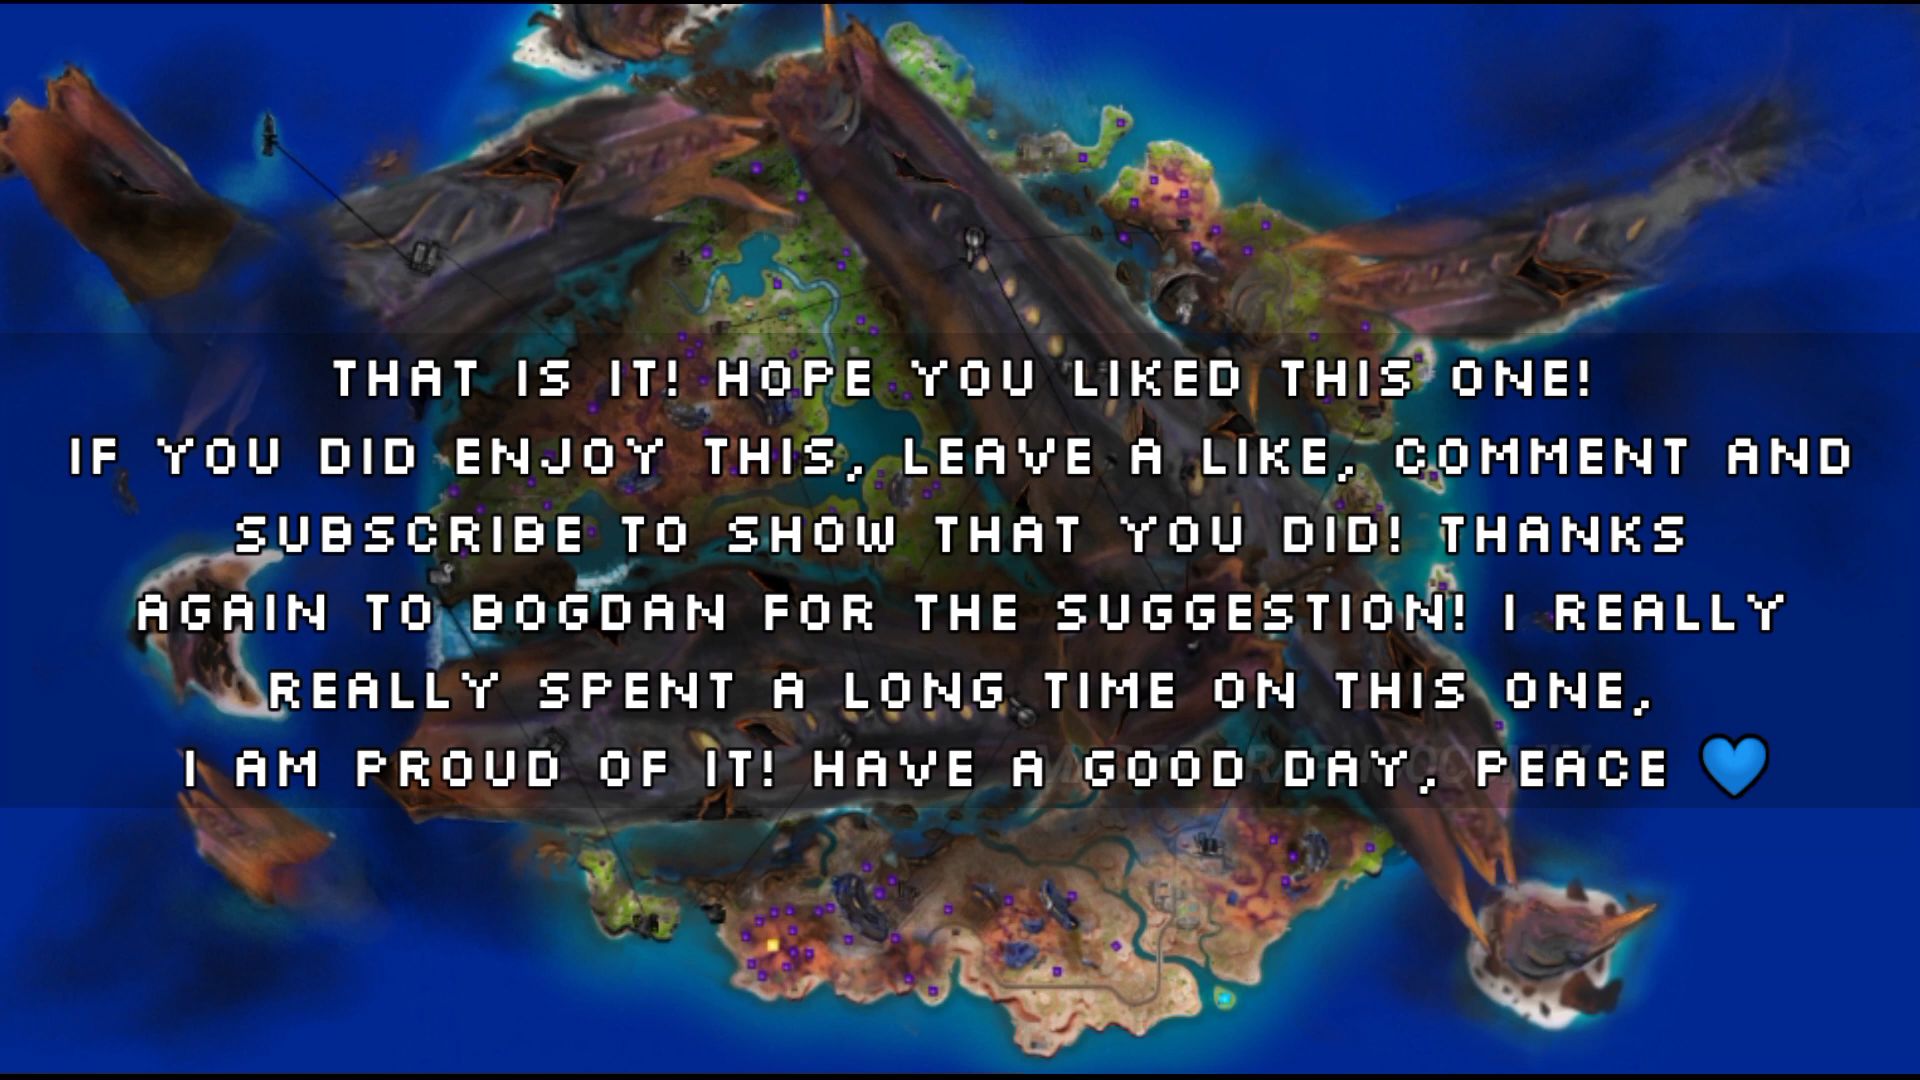 THAT IS IT! HOPE YOU LIKED THIS ONE!
IF YOU DID ENJOY THIS, LEAVE A LIKE, COMMENT AND
SUBSCRIBE TO SHOW THAT YOU DID! THANKS
AGAIN TO BOGDAN FOR THE SUGGESTION! I REALLY
REALLY SPENT A LONG TIME ON THIS ONE,
I AM PROUD OF IT! HAVE A GOOD DAY, PEACE 💙